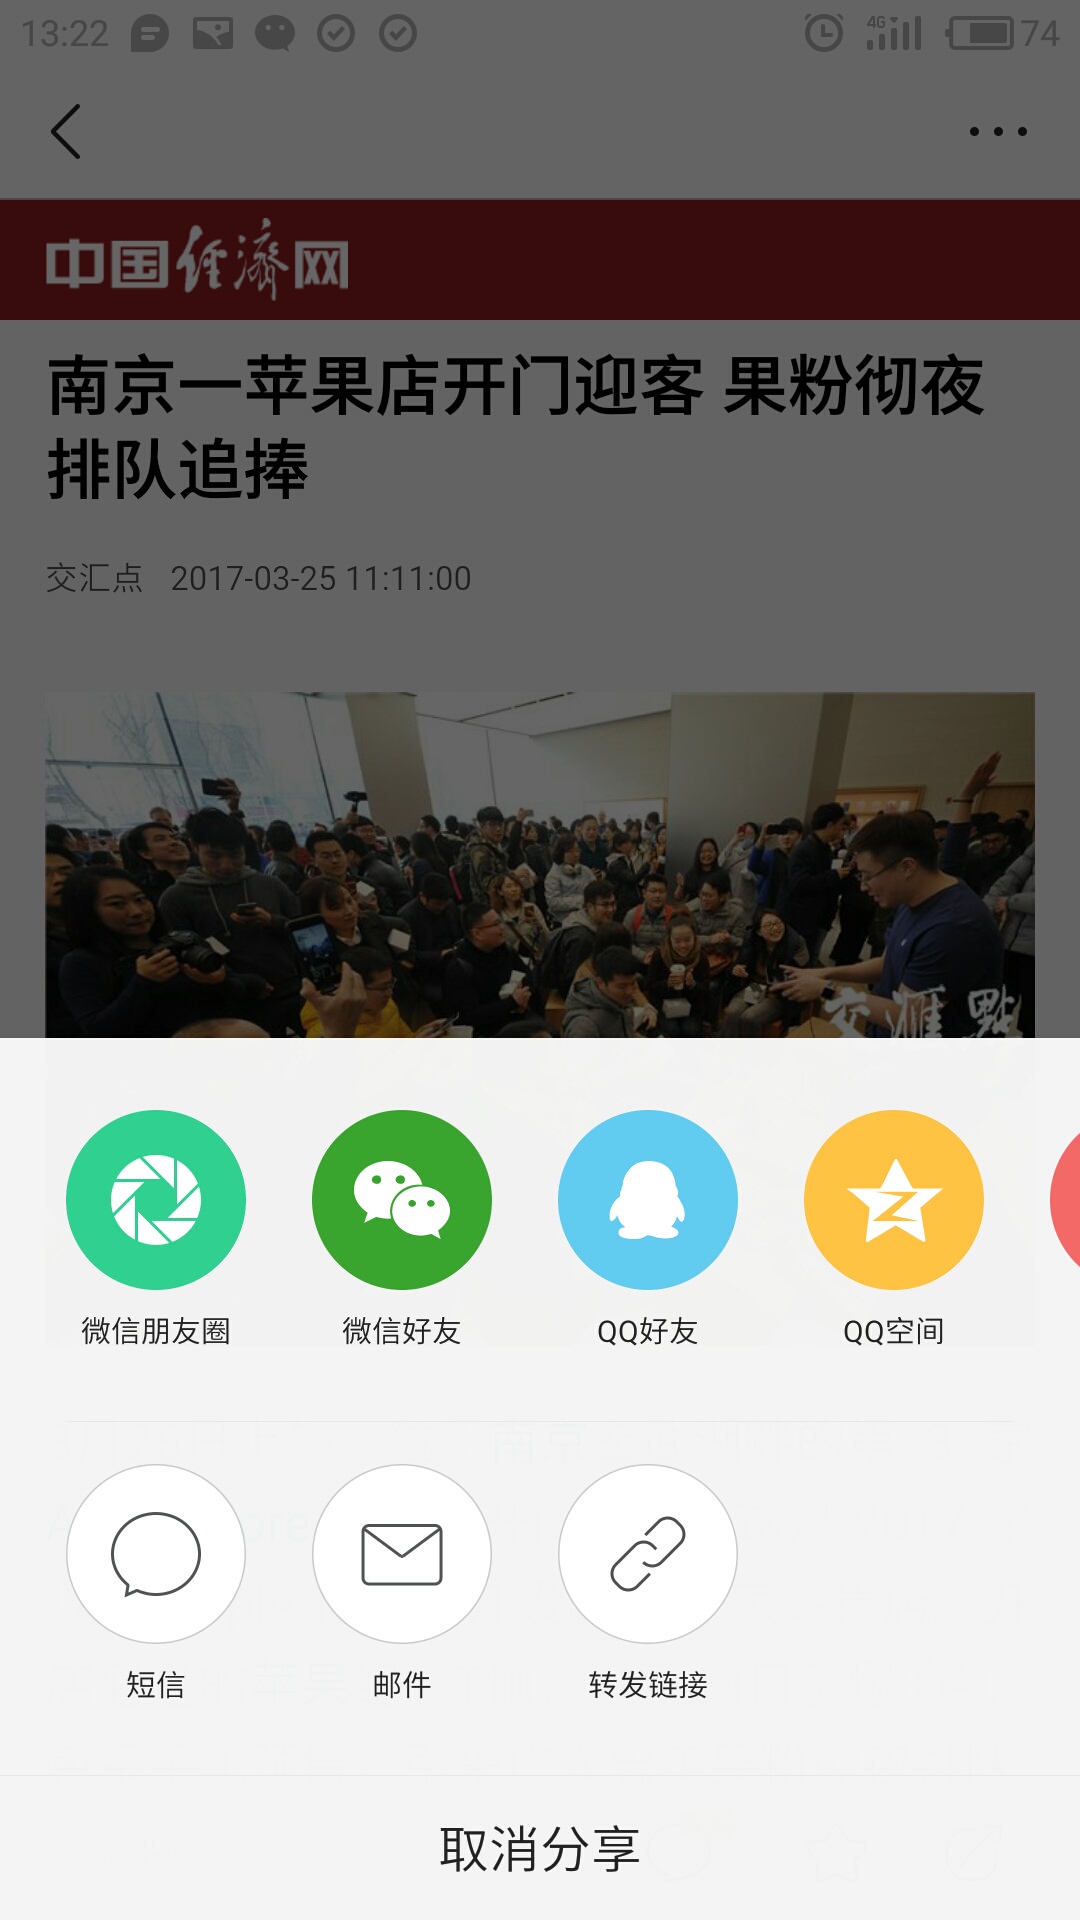 13:22
4G
74
中国经济网
南京一苹果店开门迎客 果粉彻夜
排队追捧
交汇点 2017-03-25 11:11:00
交汇點
微信朋友圈
微信好友
QQ好友
QQ空间
短信
邮件
转发链接
取消分享